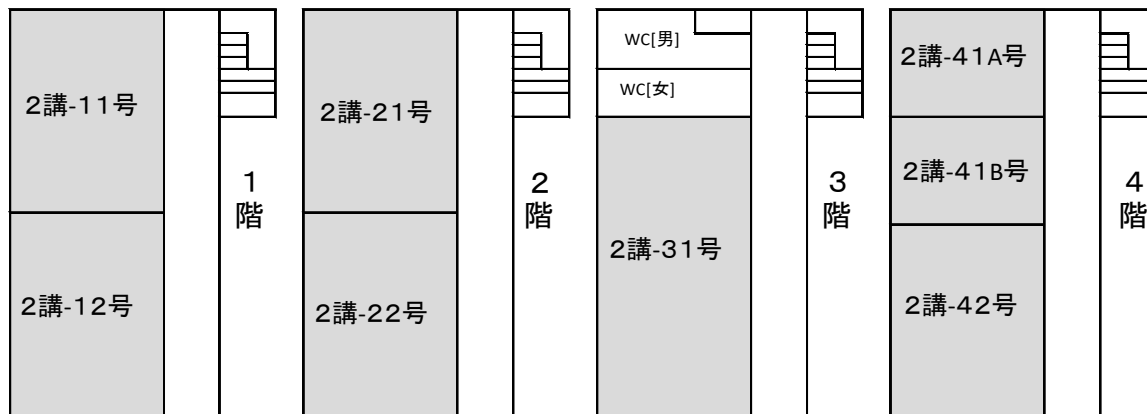 2講-11号
2講-12号
1
階
2講-21号
2講-22号
2
階
WC[男]
WC[女]
2講-31号
3
階
2講-41A号
2講-41B号
2講-42号
4
階